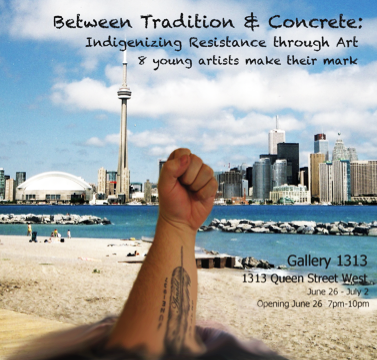 Between Tradition & Concrete:
Indigenizing Resistance through Art
8 young artists make their mark
Gallery 1313
1313 Queen Street West
June 26 - July 2
Opening June 26 7pm-10pm